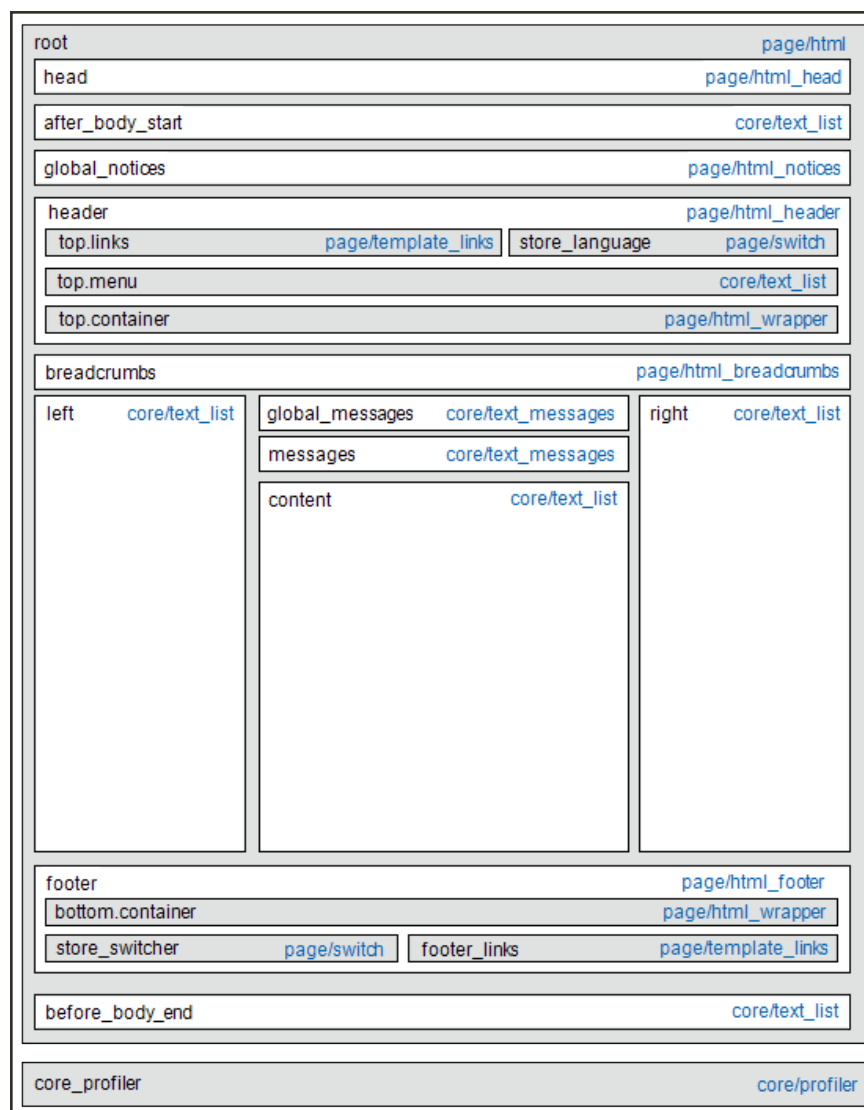 root page/html
head page/html_head
after_body_start core/text_list
global_notices page/html_notices
header page/html_header
top.links page/template_links store_language page/switch
top.menu core/text_list
top.container page/html_wrapper
breadcrumbs page/html_breadcrumbs
left core/text_list global_messages core/text_messages right core/text_list
messages core/text_messages
content core/text_list
footer page/html_footer
bottom.container page/html_wrapper
store_switcher page/switch footer_links page/template_links
before_body_end core/text_list
core_profiler core/profiler